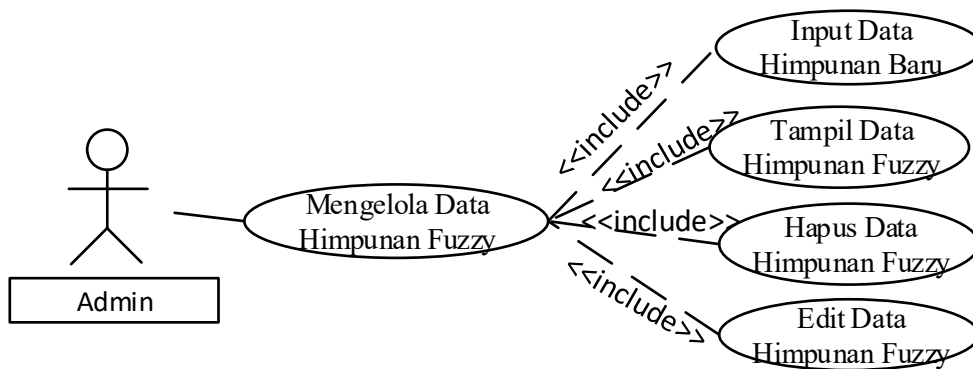 Admin
Mengelola Data
Himpunan Fuzzy
<<include>>
Input Data
Himpunan Baru
<<include>>
Tampil Data
Himpunan Fuzzy
<<include>>
Hapus Data
Himpunan Fuzzy
<<include>>
Edit Data
Himpunan Fuzzy